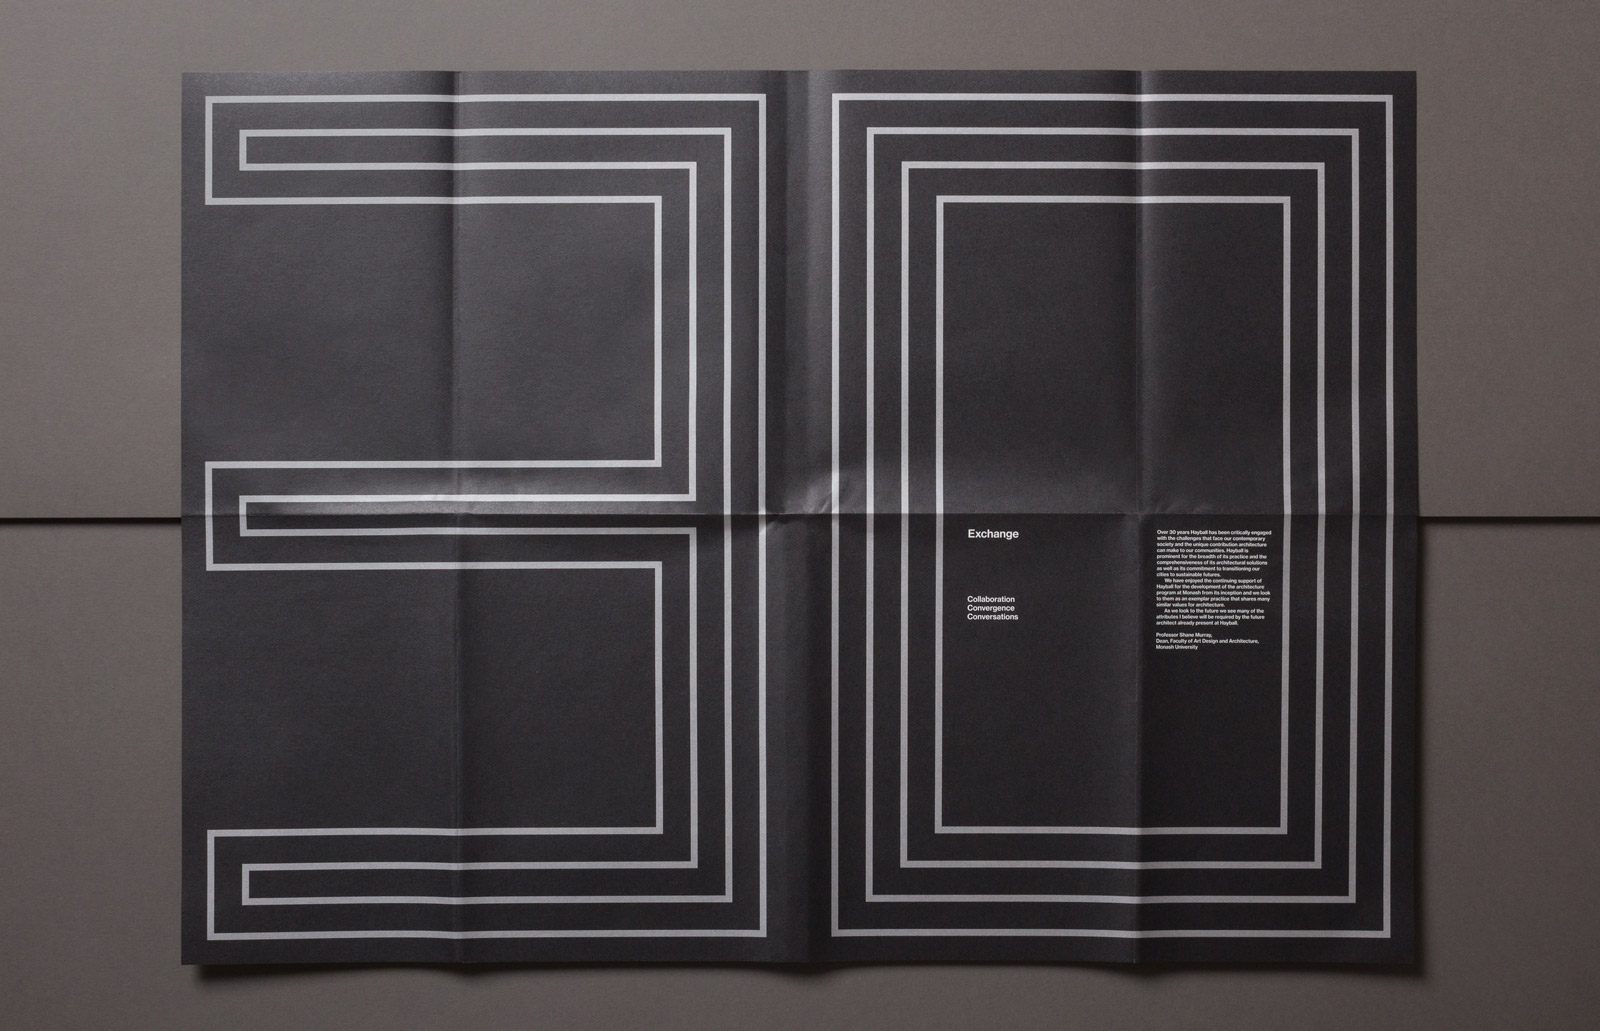 30
Exchange
Collaboration
Convergence
Conversations
Over 30 years Hayball has been critically engaged
with the challenges that face our contemporary
society and the unique contribution architecture
can make to our communities. Hayball is
prominent for the breadth of its practice and the
comprehensiveness of its architectural solutions
as well as its commitment to transitioning our
cities to sustainable futures.
We have enjoyed the continuing support of
Hayball for the development of the architecture
program at Monash from its inception and we look
to them as an exemplar practice that shares many
similar values for architecture.
As we look to the future we see many of the
attributes I believe will be required by the future
architect already present at Hayball.
Professor Shane Murray,
Dean, Faculty of Art Design and Architecture,
Monash University